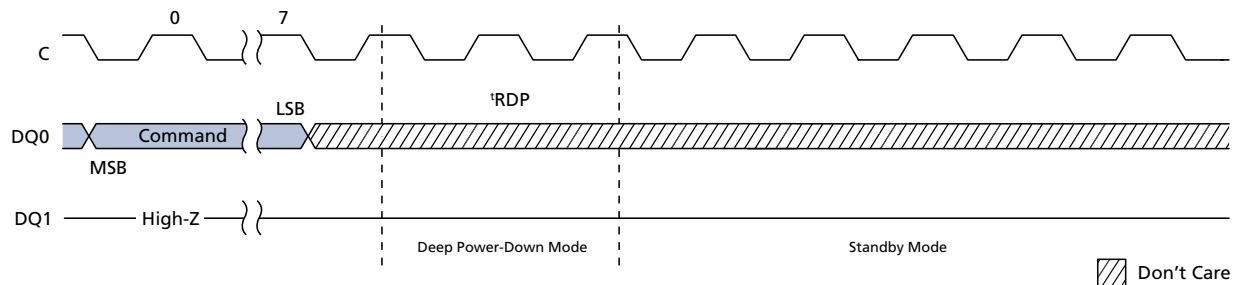 0 7
C
ᵗRDP
LSB
DQ0 Command
MSB
DQ1 High-Z
Deep Power-Down Mode Standby Mode
Don't Care